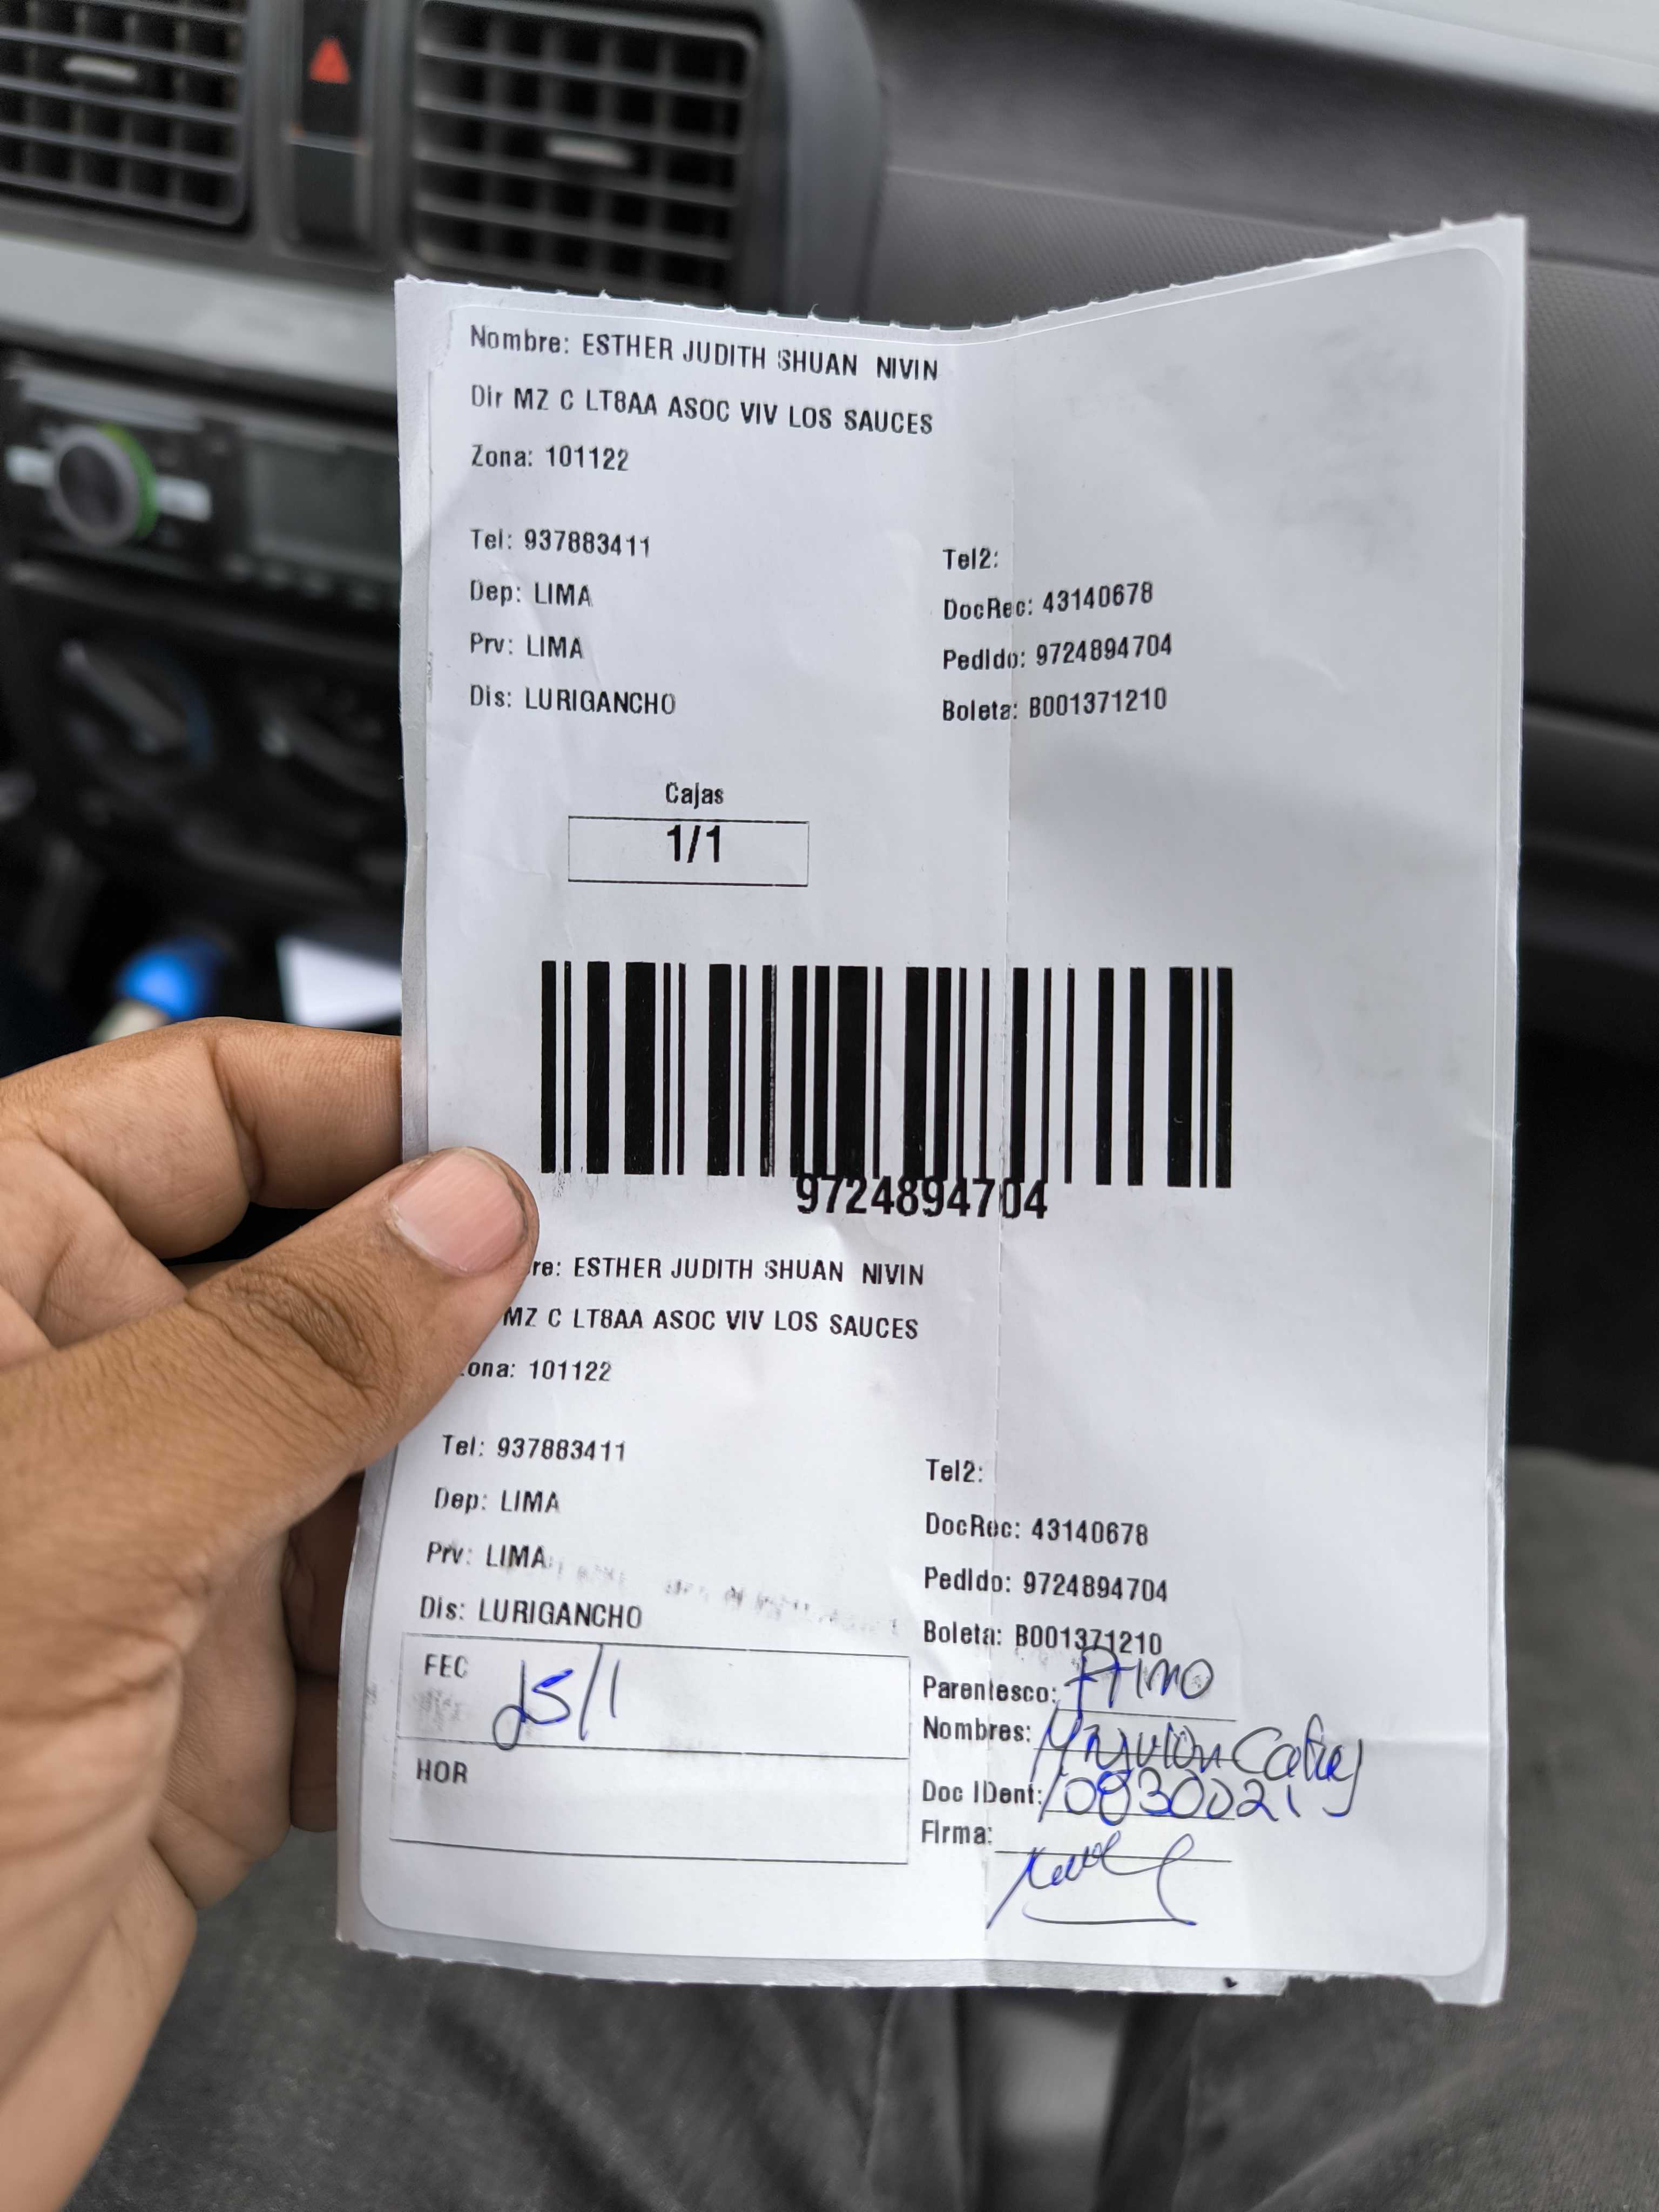 Nombre: ESTHER JUDITH SHUAN NIVIN
Dir MZ C LT8AA ASOC VIV LOS SAUCES
Zona: 101122
Tel: 937883411
Tel2:
Dep: LIMA
DocRec: 43140678
Prv: LIMA
Pedido: 9724894704
Dis: LURIGANCHO
Boleta: B001371210
Cajas
1/1
9724894704
re: ESTHER JUDITH SHUAN NIVIN
MZ C LT8AA ASOC VIV LOS SAUCES
ona: 101122
Tel: 937883411
Tel2:
Dep: LIMA
DocRec: 43140678
Prv: LIMA
Pedido: 9724894704
Dis: LURIGANCHO
Boleta: B001371210
FEC 25/1
Parentesco:
Nombres:
HOR
Doc IDent:
Firma: